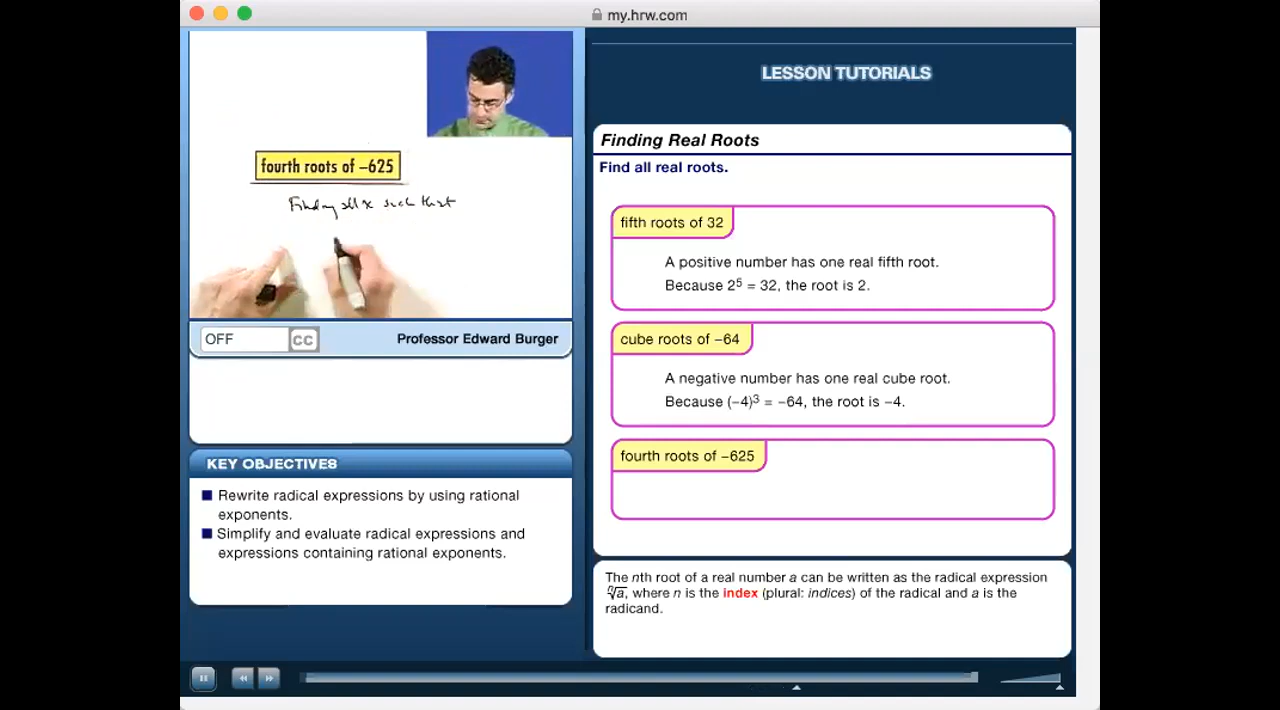 my.hrw.com
fourth roots of –625
Finding all x such that
OFF
CC
Professor Edward Burger
KEY OBJECTIVES
Rewrite radical expressions by using rational
exponents.
Simplify and evaluate radical expressions and
expressions containing rational exponents.
LESSON TUTORIALS
Finding Real Roots
Find all real roots.
fifth roots of 32
A positive number has one real fifth root.
Because 2⁵ = 32, the root is 2.
cube roots of –64
A negative number has one real cube root.
Because (–4)³ = –64, the root is –4.
fourth roots of –625
The nth root of a real number a can be written as the radical expression
ⁿ√a, where n is the index (plural: indices) of the radical and a is the
radicand.